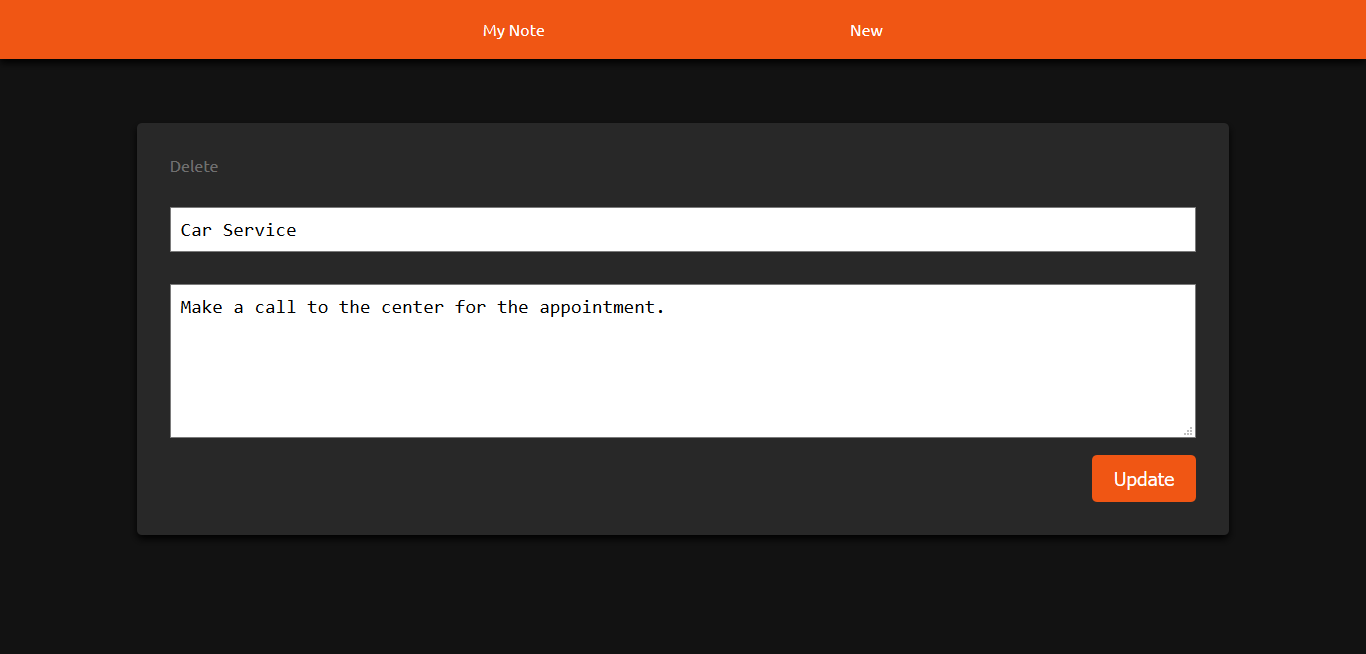 My Note New
Delete
Car Service
Make a call to the center for the appointment.
Update